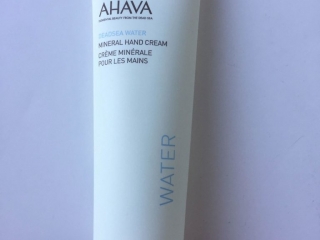 AHAVA
DEADSEA WATER
MINERAL HAND CREAM
CRÈME MINÉRALE
POUR LES MAINS
WATER